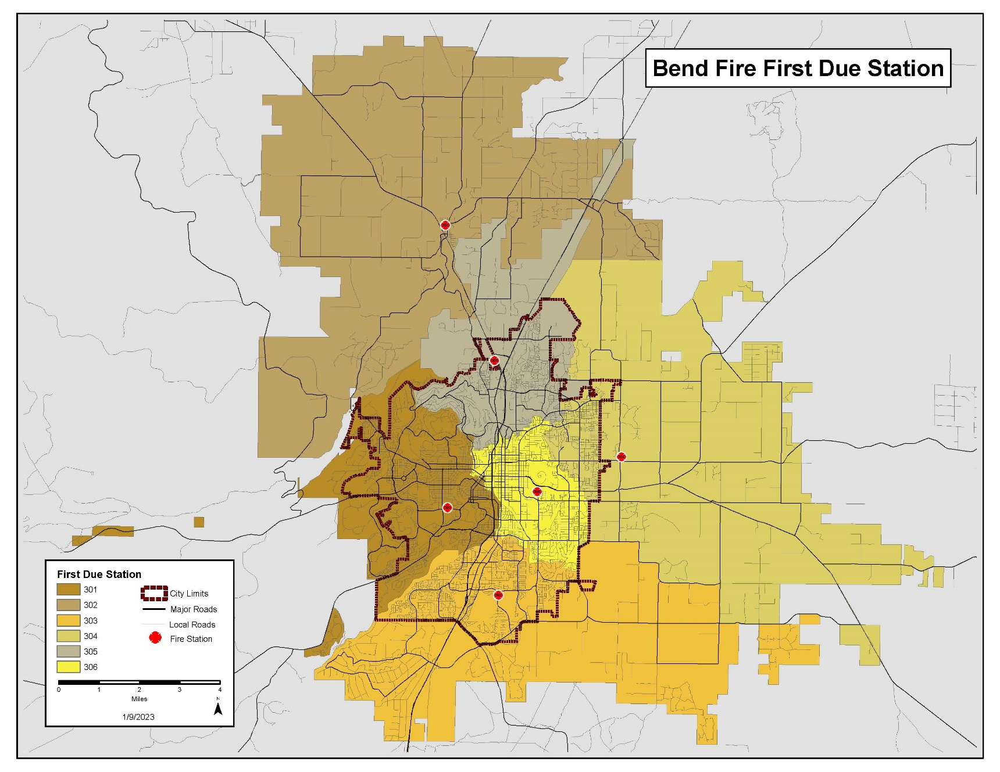 Bend Fire First Due Station
First Due Station
301
302
303
304
305
306
City Limits
Major Roads
Local Roads
Fire Station
0 1 2 3 4
Miles
N
1/9/2023